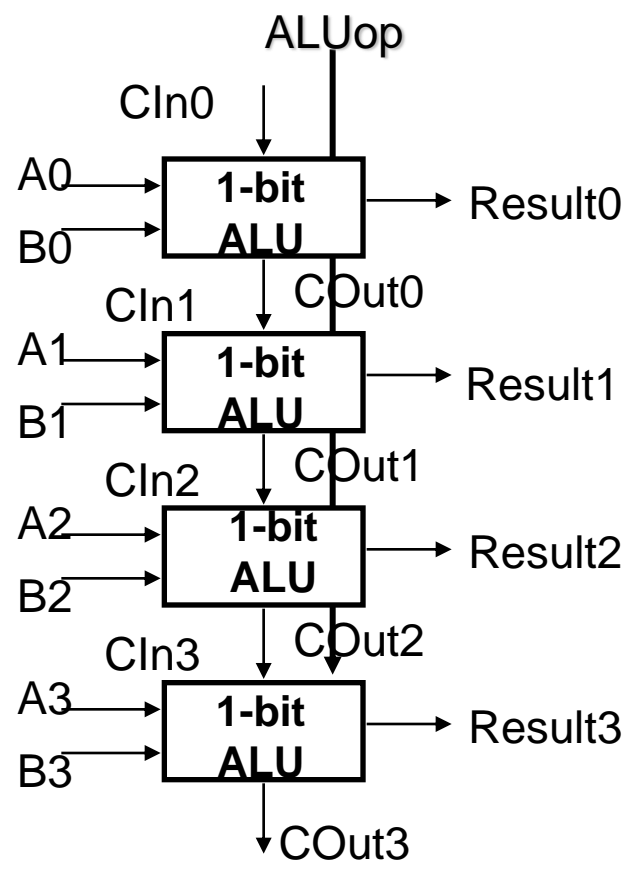 ALUop
CIn0
A0
1-bit
ALU
Result0
B0
COut0
CIn1
A1
1-bit
ALU
Result1
B1
COut1
CIn2
A2
1-bit
ALU
Result2
B2
COut2
CIn3
A3
1-bit
ALU
Result3
B3
COut3